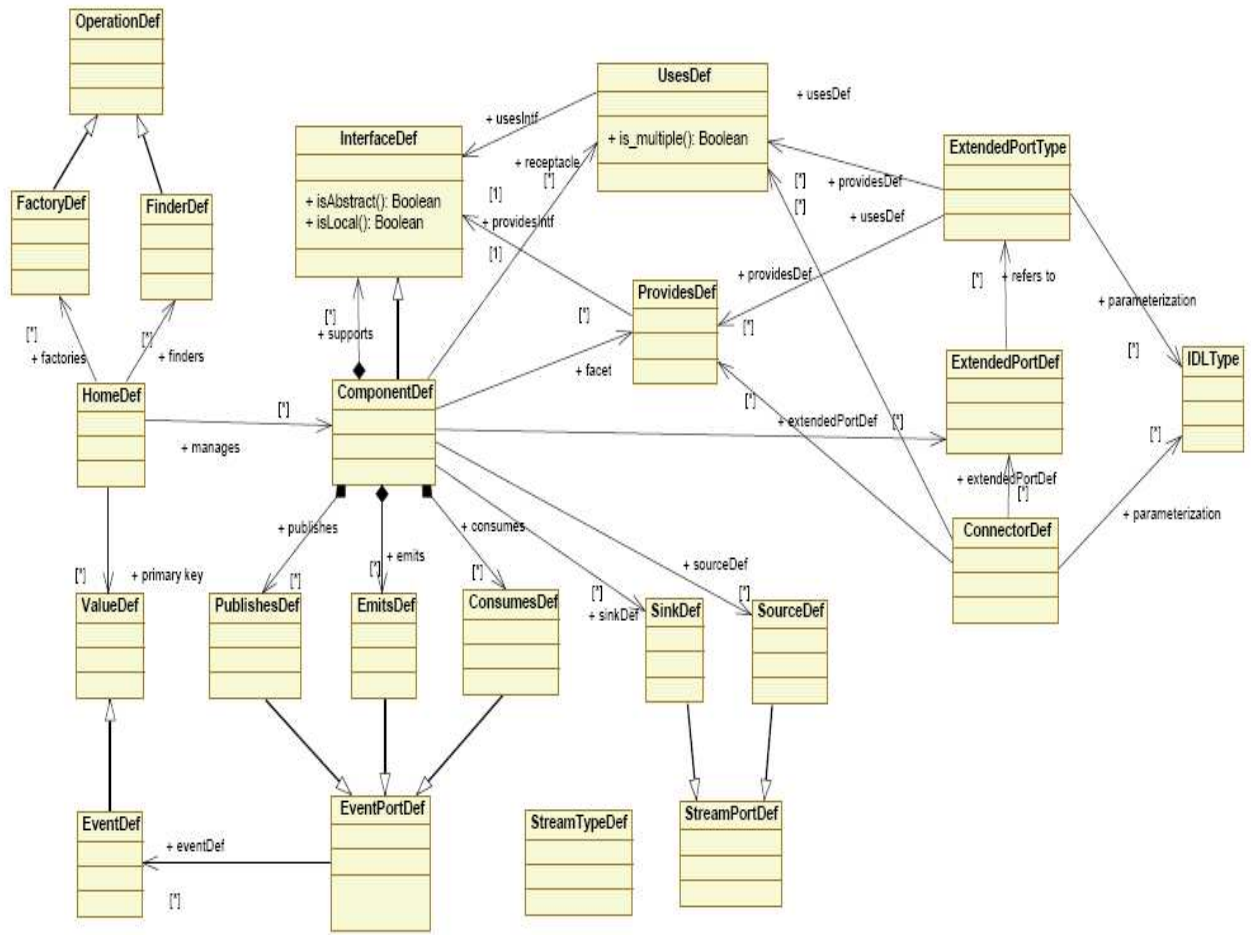 OperationDef
UsesDef
+ usesDef
+ usesIntf
InterfaceDef
+ is_multiple(): Boolean
ExtendedPortType
+ receptacle
[*]
[*]
+ providesDef
FactoryDef
FinderDef
+ isAbstract(): Boolean
[1]
[*]
+ isLocal(): Boolean
+ providesIntf
+ usesDef
[1]
+ providesDef
[*]
+ refers to
ProvidesDef
+ parameterization
[*]
[*]
[*]
[*]
[*]
+ supports
[*]
+ factories
+ finders
+ facet
ExtendedPortDef
IDLType
HomeDef
ComponentDef
[*]
[*]
+ extendedPortDef
[*]
[*]
+ manages
+ extendedPortDef
[*]
+ publishes
+ consumes
+ parameterization
ConnectorDef
+ emits
+ sourceDef
[*]
+ primary key
[*]
[*]
[*]
[*]
[*]
ValueDef
PublishesDef
EmitsDef
ConsumesDef
+ sinkDef
SinkDef
SourceDef
EventDef
EventPortDef
StreamTypeDef
StreamPortDef
+ eventDef
[*]